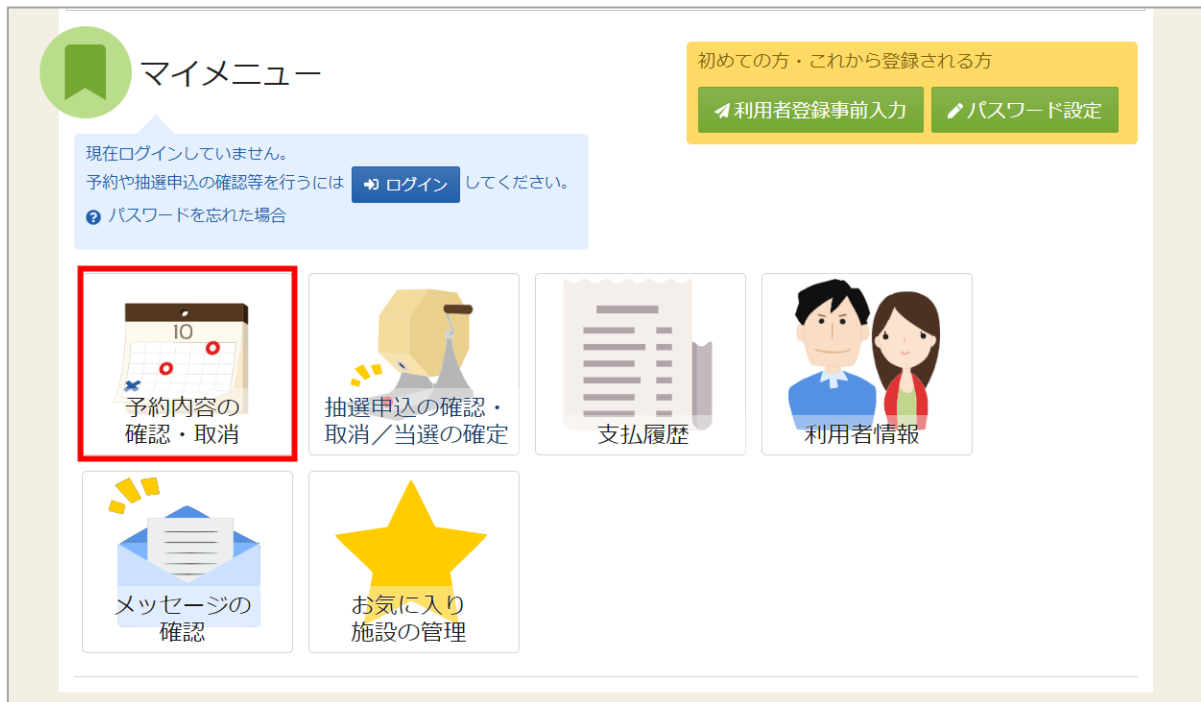 マイメニュー
初めての方・これから登録される方
利用者登録事前入力
パスワード設定
現在ログインしていません。
予約や抽選申込の確認等を行うには ログイン してください。
パスワードを忘れた場合
10
予約内容の
確認・取消
抽選申込の確認・
取消／当選の確定
支払履歴
利用者情報
メッセージの
確認
お気に入り
施設の管理